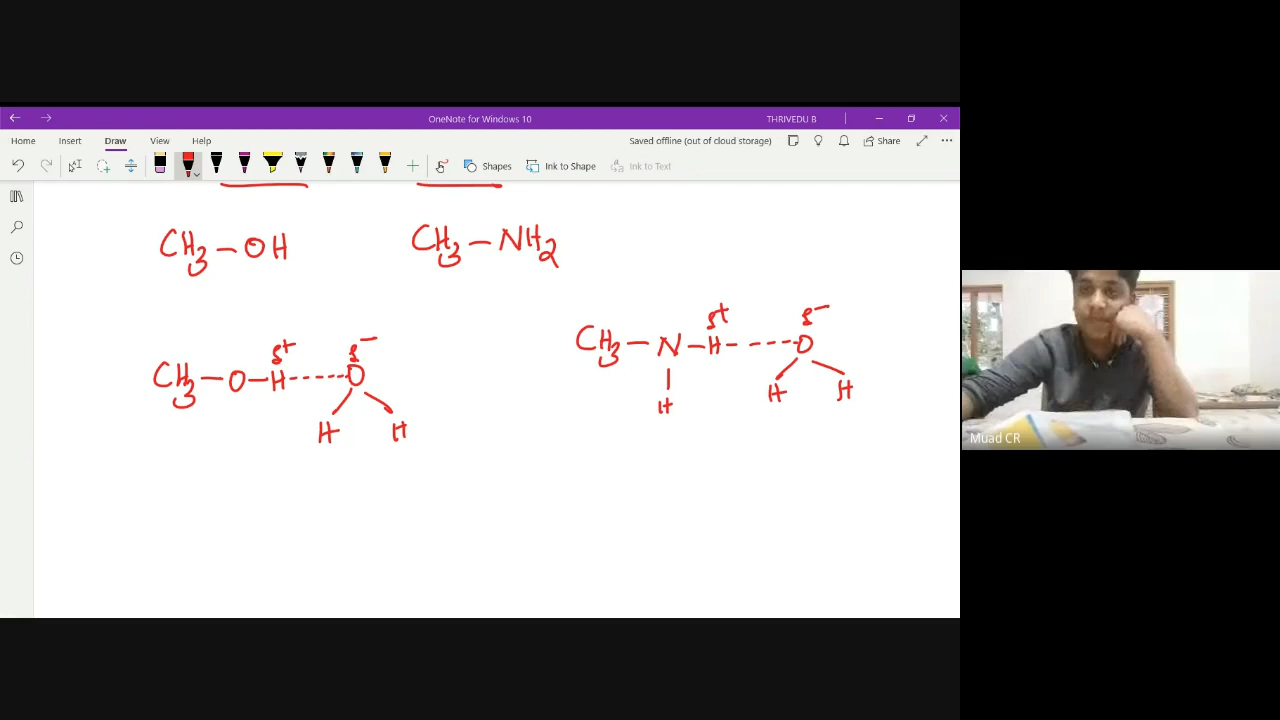 OneNote for Windows 10
THRIVEDU B
Home Insert Draw View Help
Saved offline (out of cloud storage)
Share
Shapes
Ink to Shape
Ink to Text
CH3 – OH
CH3 – NH2
δ+ δ-
CH3 – O – H ------ O
H H
δ+ δ-
CH3 – N – H ----- O
H H H
Muad CR